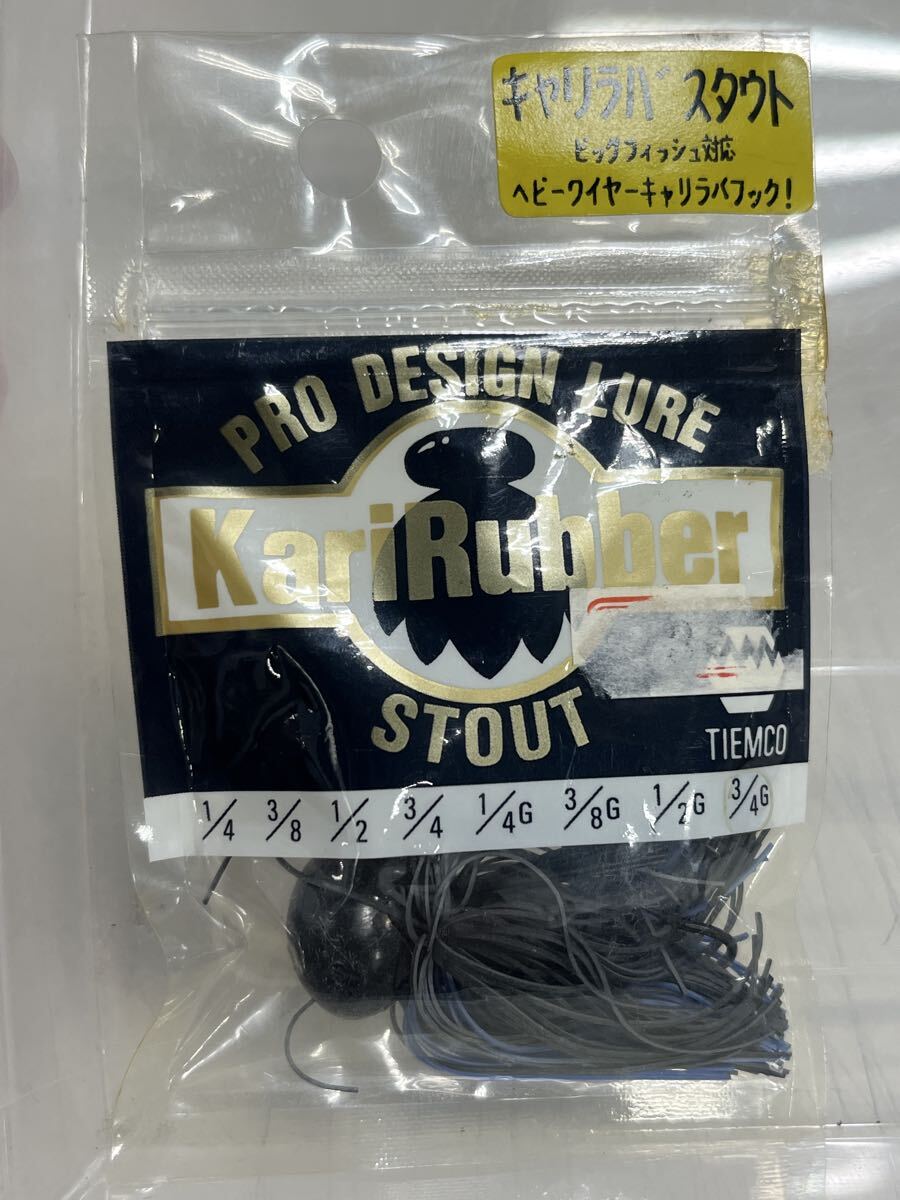 キャリラバ スタウト
ビッグフィッシュ対応
ヘビーワイヤーキャリラバフック!
PRO DESIGN LURE
KariRubber
STOUT
TIEMCO
1/4 3/8 1/2 3/4 1/4G 3/8G 1/2G 3/4G